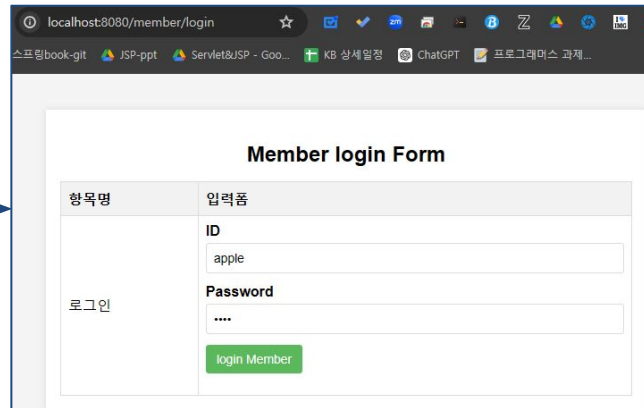 localhost:8080/member/login
스프링book-git JSP-ppt Servlet&JSP - Goo... KB 상세일정 ChatGPT 프로그래머스 과제...
Member login Form
항목명 입력폼
ID
apple
로그인
Password
••••
login Member